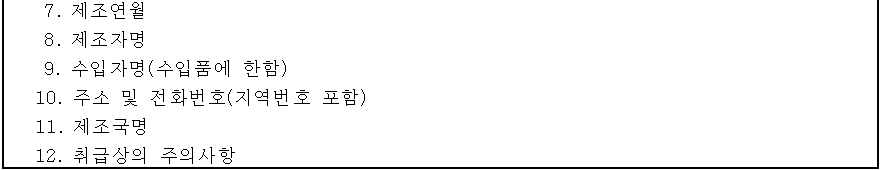 7. 제조연월
8. 제조자명
9. 수입자명(수입품에 한함)
10. 주소 및 전화번호(지역번호 포함)
11. 제조국명
12. 취급상의 주의사항